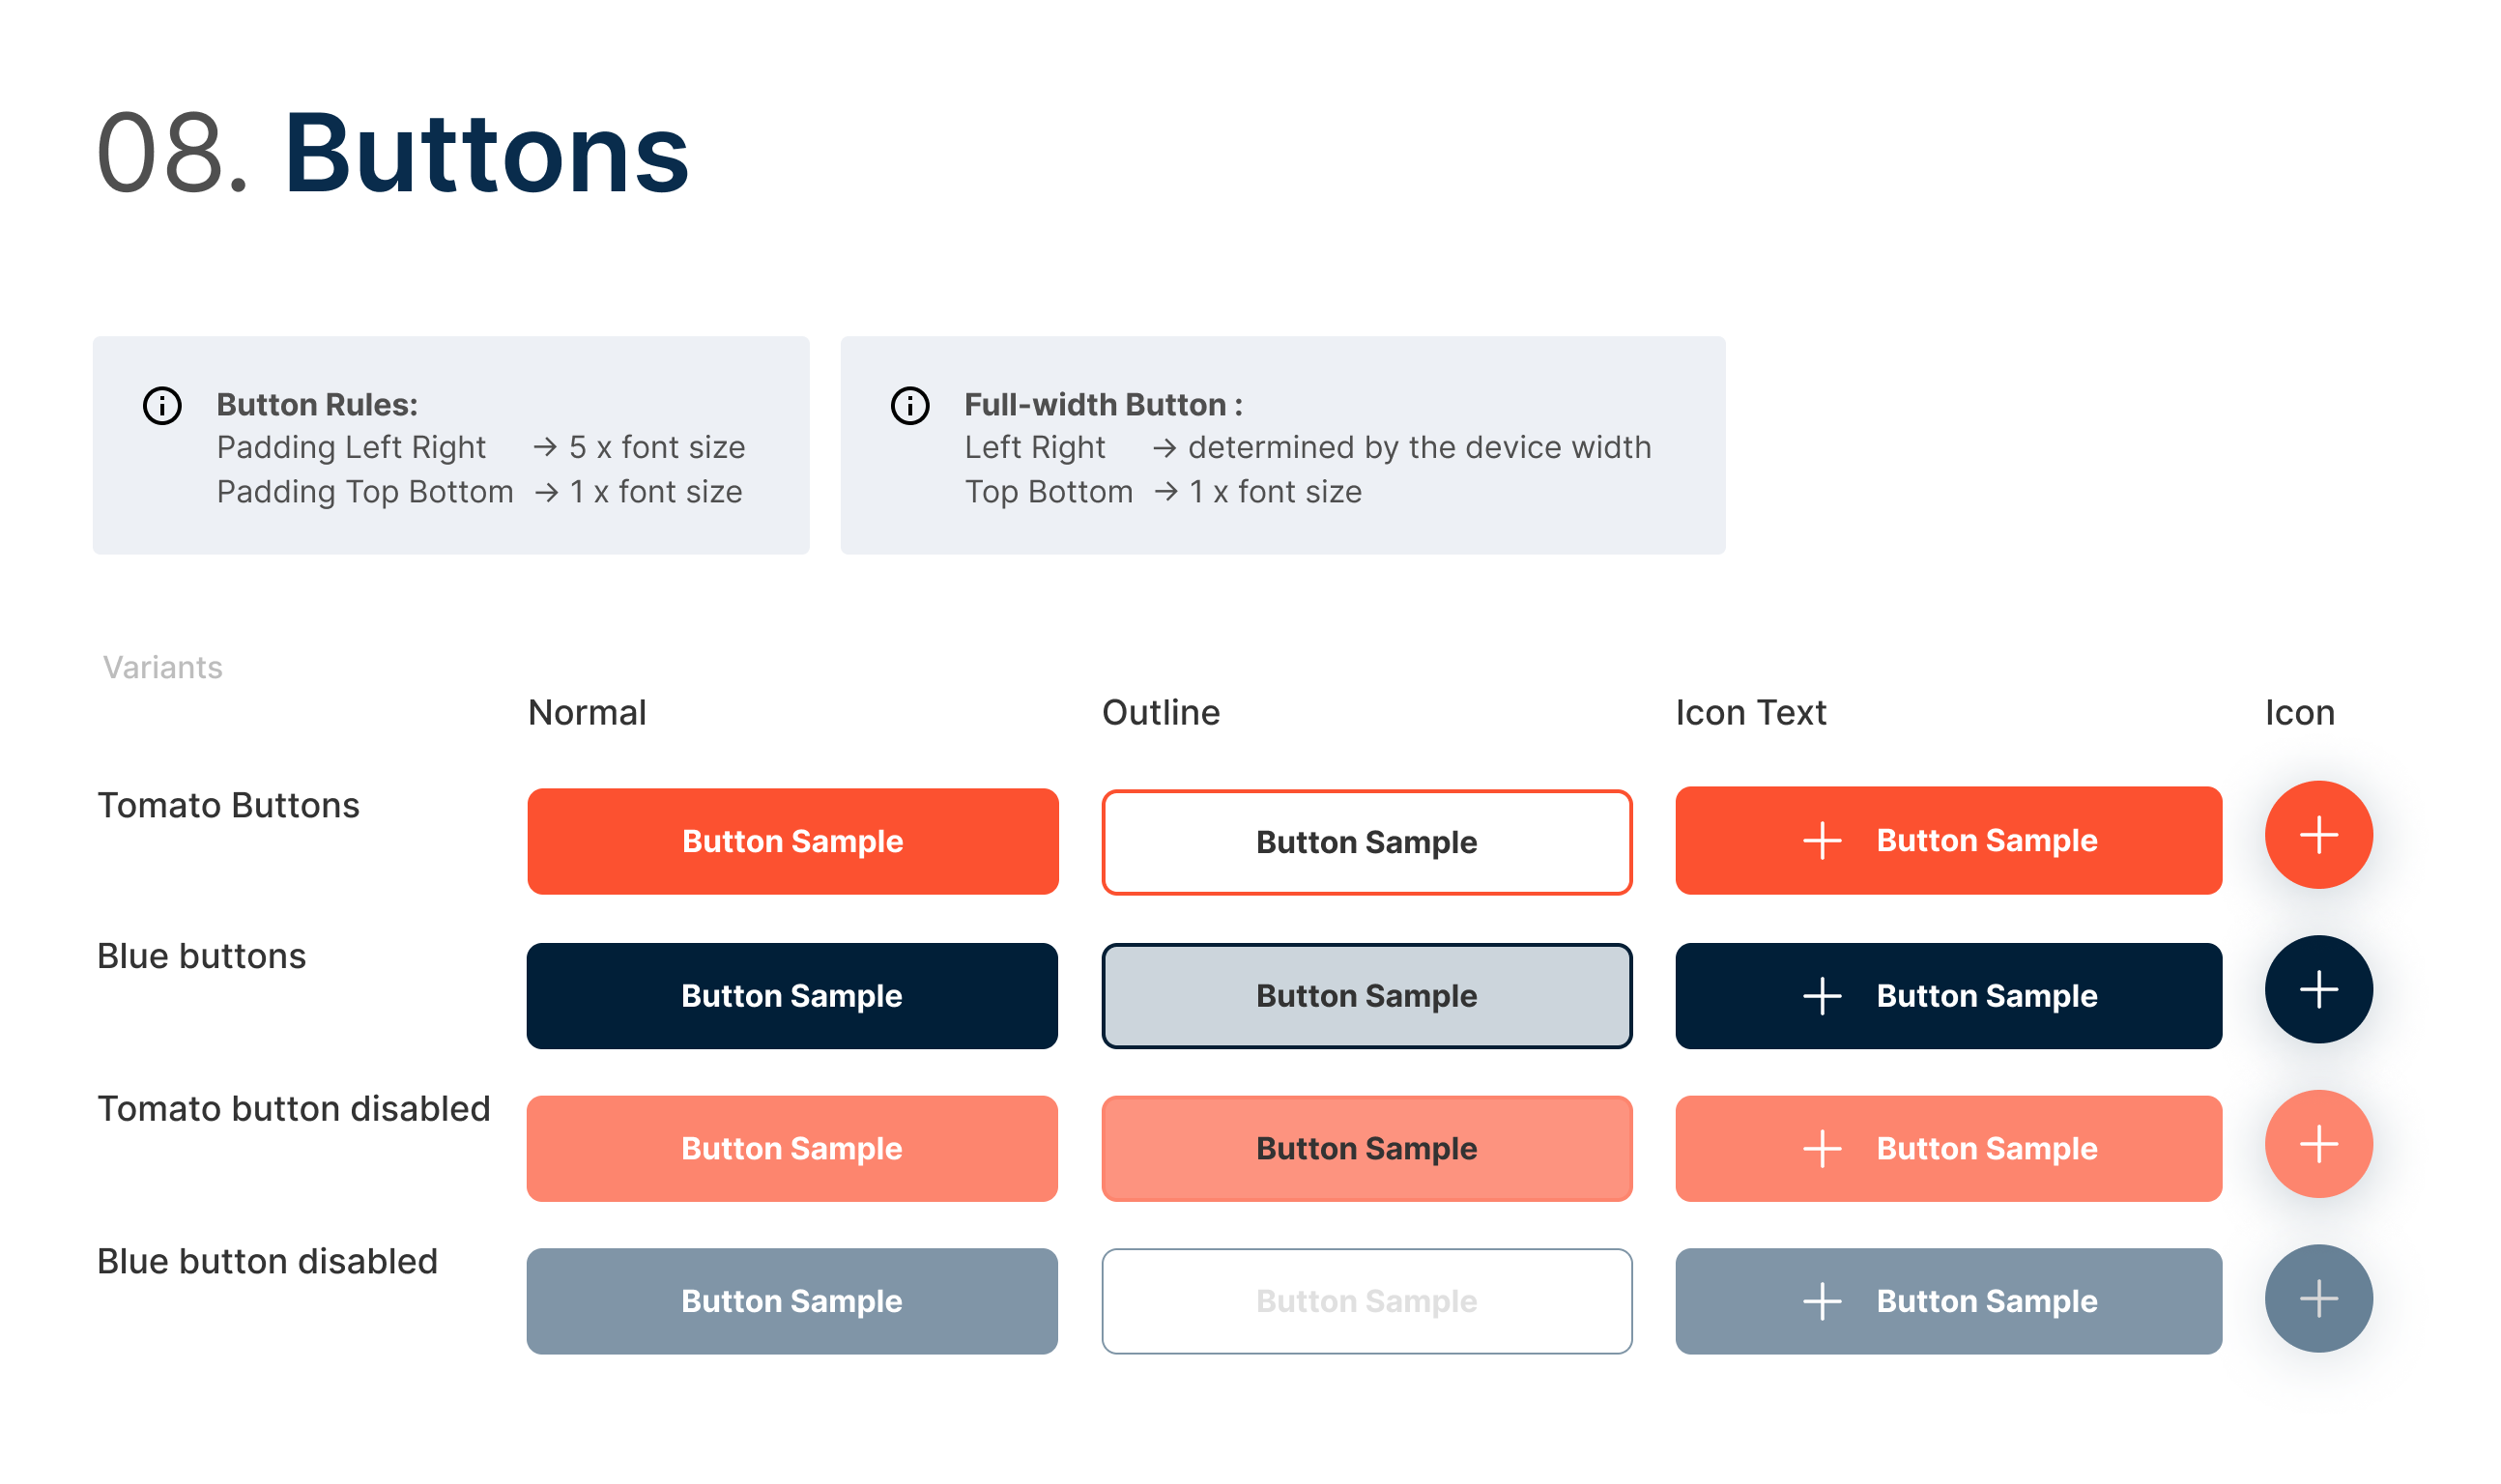 08. Buttons
Button Rules:
Padding Left Right → 5 x font size
Padding Top Bottom → 1 x font size
Full-width Button :
Left Right → determined by the device width
Top Bottom → 1 x font size
Variants
Normal Outline Icon Text Icon
Tomato Buttons
Button Sample Button Sample Button Sample
Blue buttons
Button Sample Button Sample Button Sample
Tomato button disabled
Button Sample Button Sample Button Sample
Blue button disabled
Button Sample Button Sample Button Sample